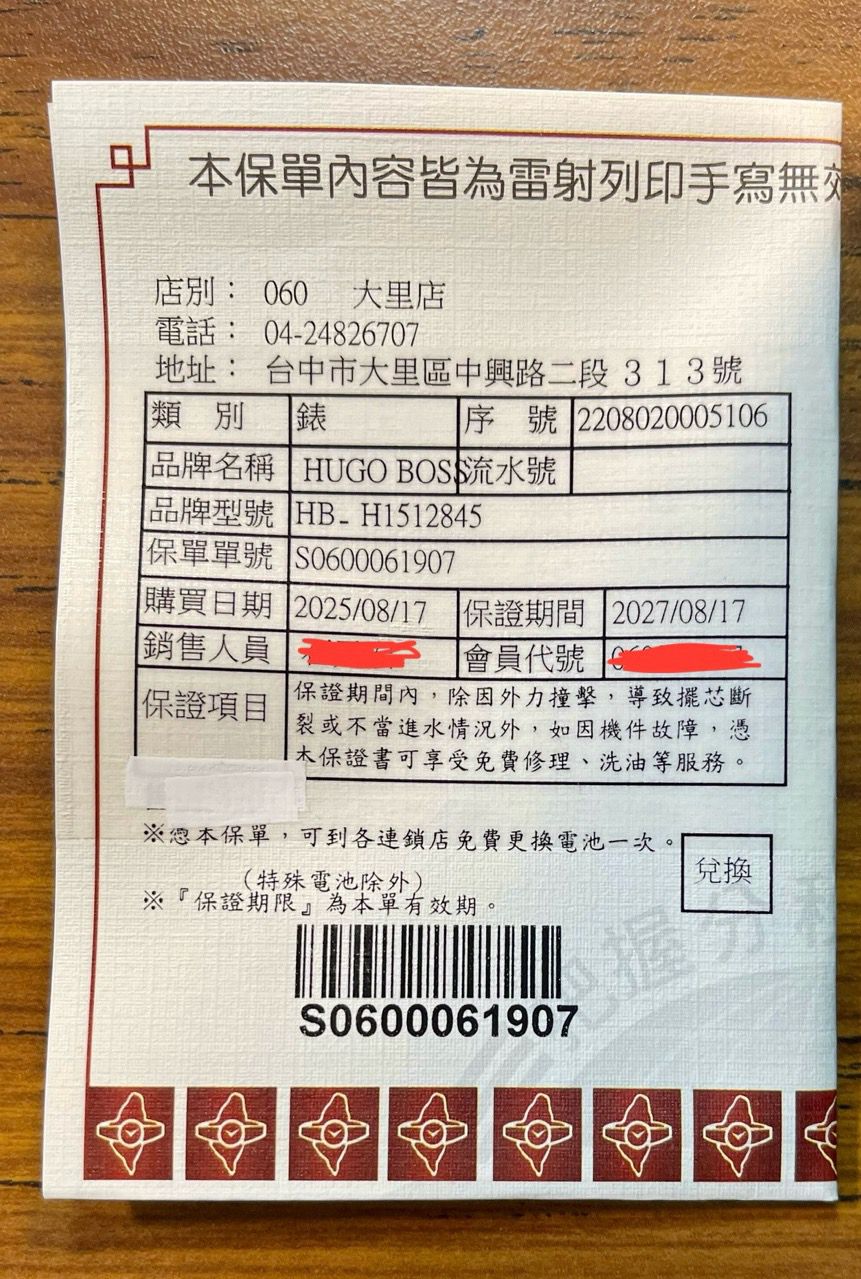 本保單內容皆為雷射列印手寫無效
店別： 060 大里店
電話： 04-24826707
地址： 台中市大里區中興路二段３１３號
類 別 錶 序 號 2208020005106
品牌名稱 HUGO BOSS 流水號
品牌型號 HB- H1512845
保單單號 S0600061907
購買日期 2025/08/17 保證期間 2027/08/17
銷售人員 會員代號
保證項目 保證期間內，除因外力撞擊，導致擺芯斷
裂或不當進水情況外，如因機件故障，憑
本保證書可享受免費修理、洗油等服務。
※憑本保單，可到各連鎖店免費更換電池一次。
(特殊電池除外)
兌換
※『保證期限』為本單有效期。
把握分
S0600061907